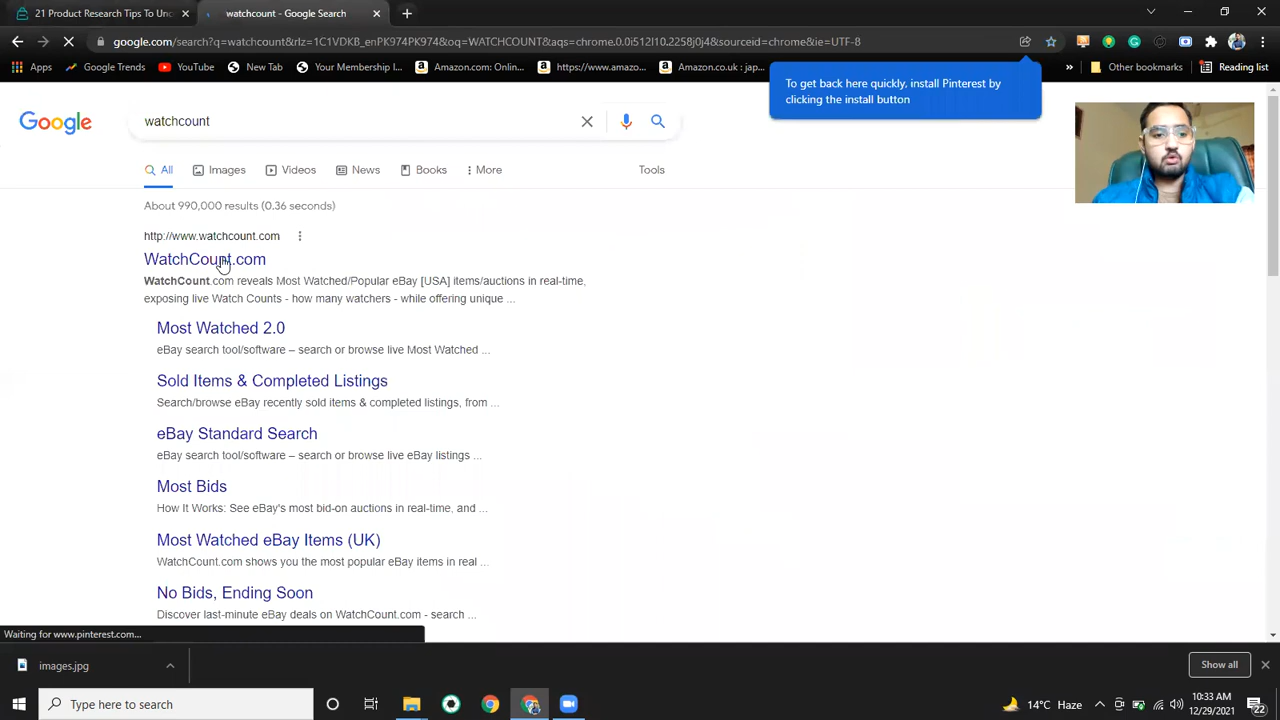 21 Product Research Tips To Unc
watchcount - Google Search
google.com/search?q=watchcount&rlz=1C1VDKB_enPK974PK974&oq=WATCHCOUNT&aqs=chrome.0.0i512l10.2258j0j4&sourceid=chrome&ie=UTF-8
Apps
Google Trends
YouTube
New Tab
Your Membership I...
Amazon.com: Onlin...
https://www.amazo...
Amazon.co.uk : jap...
»
Other bookmarks
Reading list
To get back here quickly, install Pinterest by
clicking the install button
Google
watchcount
All
Images
Videos
News
Books
More
Tools
About 990,000 results (0.36 seconds)
http://www.watchcount.com
WatchCount.com
WatchCount.com reveals Most Watched/Popular eBay [USA] items/auctions in real-time,
exposing live Watch Counts - how many watchers - while offering unique ...
Most Watched 2.0
eBay search tool/software – search or browse live Most Watched ...
Sold Items & Completed Listings
Search/browse eBay recently sold items & completed listings, from ...
eBay Standard Search
eBay search tool/software – search or browse live eBay listings ...
Most Bids
How It Works: See eBay's most bid-on auctions in real-time, and ...
Most Watched eBay Items (UK)
WatchCount.com shows you the most popular eBay items in real ...
No Bids, Ending Soon
Discover last-minute eBay deals on WatchCount.com - search ...
Waiting for www.pinterest.com...
images.jpg
Show all
Type here to search
14°C Haze
10:33 AM
12/29/2021
22